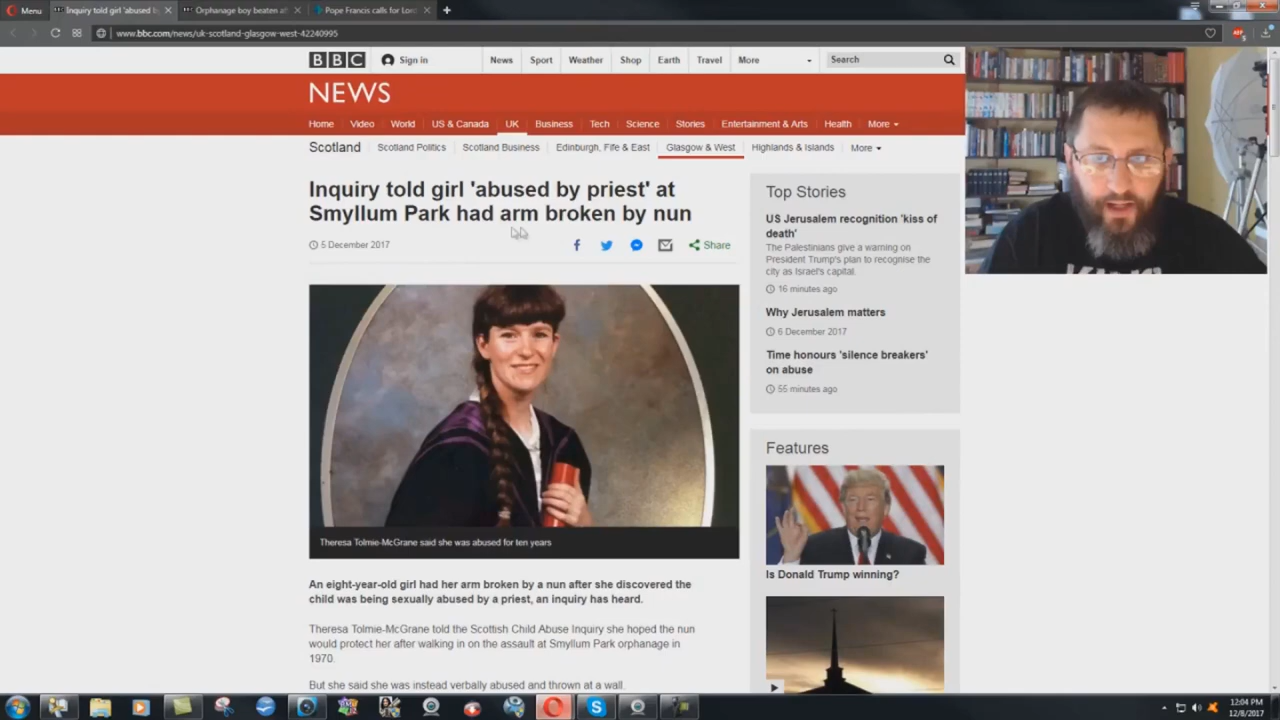 Menu
Inquiry told girl 'abused by
Orphanage boy beaten
Pope Francis calls for Lord
www.bbc.com/news/uk-scotland-glasgow-west-42240995
BBC
Sign in
News
Sport
Weather
Shop
Earth
Travel
More
Search
NEWS
Home
Video
World
US & Canada
UK
Business
Tech
Science
Stories
Entertainment & Arts
Health
More
Scotland
Scotland Politics
Scotland Business
Edinburgh, Fife & East
Glasgow & West
Highlands & Islands
More
Inquiry told girl 'abused by priest' at
Smyllum Park had arm broken by nun
5 December 2017
Share
Theresa Tolmie-McGrane said she was abused for ten years
An eight-year-old girl had her arm broken by a nun after she discovered the
child was being sexually abused by a priest, an inquiry has heard.
Theresa Tolmie-McGrane told the Scottish Child Abuse Inquiry she hoped the nun
would protect her after walking in on the assault at Smyllum Park orphanage in
1970.
But she said she was instead verbally abused and thrown at a wall.
Top Stories
US Jerusalem recognition 'kiss of
death'
The Palestinians give a warning on
President Trump's plan to recognise the
city as Israel's capital.
16 minutes ago
Why Jerusalem matters
6 December 2017
Time honours 'silence breakers'
on abuse
55 minutes ago
Features
Is Donald Trump winning?
12:04 PM
12/8/2017